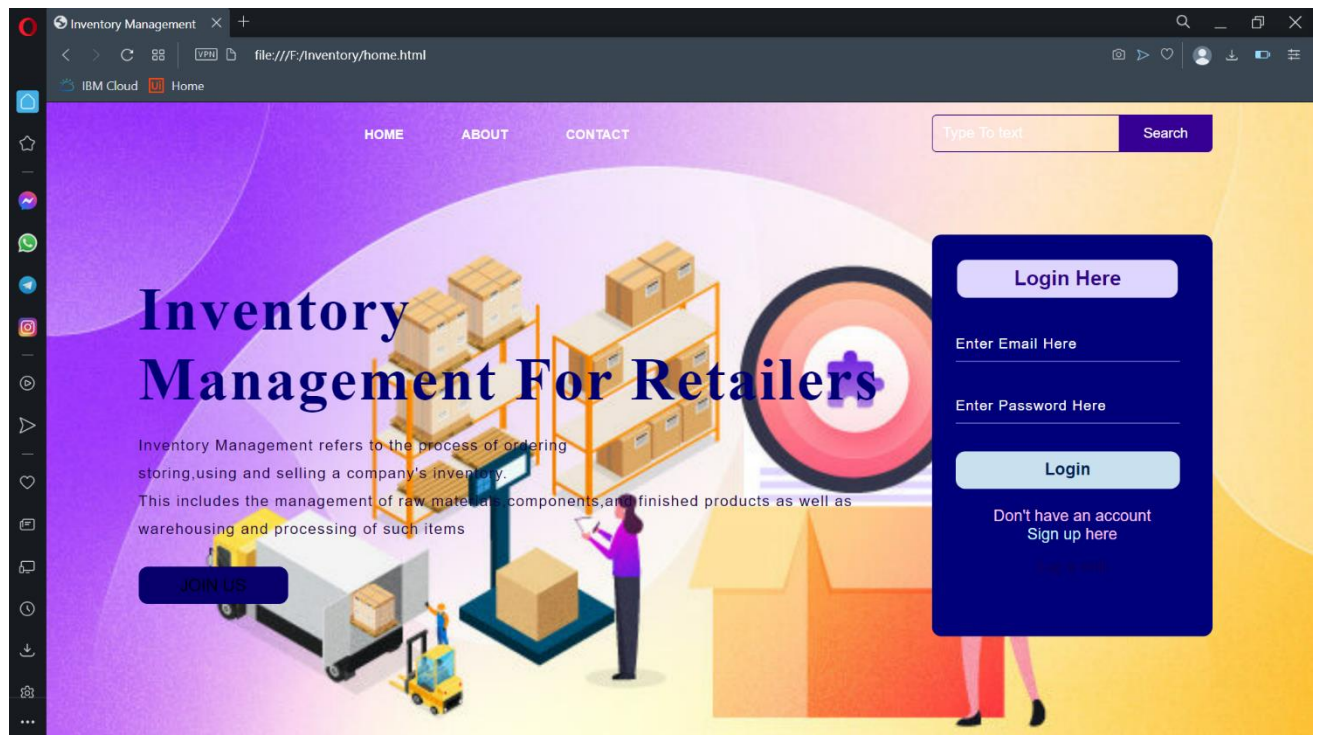 Inventory Management
VPN
file:///F:/Inventory/home.html
IBM Cloud
UI Home
HOME ABOUT CONTACT
Type To text Search
Inventory
Management For Retailers
Inventory Management refers to the process of ordering
storing,using and selling a company's inventory.
This includes the management of raw materials,components,and finished products as well as
warehousing and processing of such items
JOIN US
Login Here
Enter Email Here
Enter Password Here
Login
Don't have an account
Sign up here